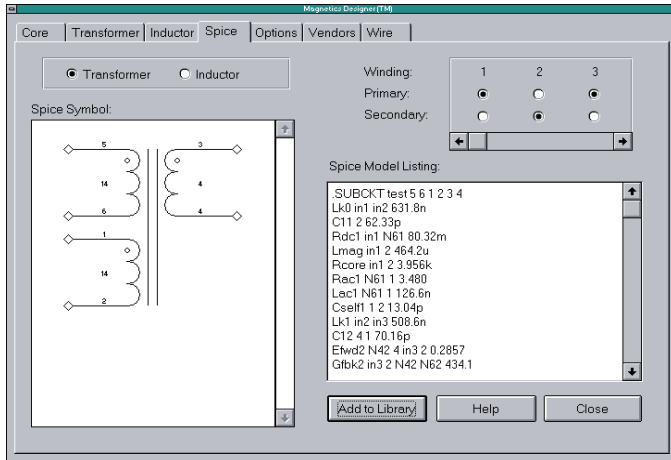 Magnetics Designer(TM)
Core Transformer Inductor Spice Options Vendors Wire
Transformer Inductor
Spice Symbol:
5 3
14 4
6 4
1
14
2
Winding: 1 2 3
Primary:
Secondary:
Spice Model Listing:
.SUBCKT test 5 6 1 2 3 4
Lk0 in1 in2 631.8n
C11 2 62.33p
Rdc1 in1 N61 80.32m
Lmag in1 2 464.2u
Rcore in1 2 3.956k
Rac1 N61 1 3.480
Lac1 N61 1 126.6n
Cself1 1 2 13.04p
Lk1 in2 in3 508.6n
C12 4 1 70.16p
Efwd2 N42 4 in3 2 0.2857
Gfbk2 in3 2 N42 N62 434.1
Add to Library Help Close